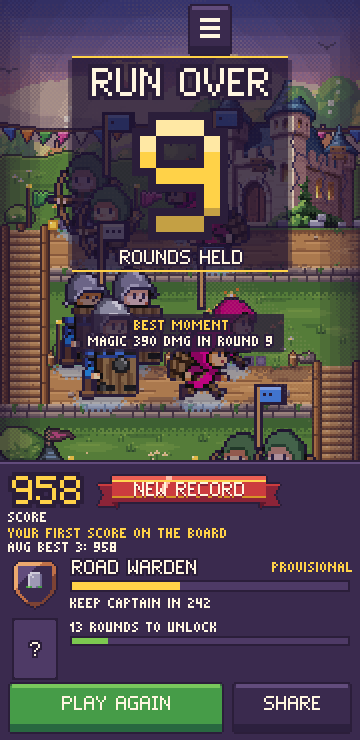 RUN OVER
9
ROUNDS HELD
BEST MOMENT
MAGIC 390 DMG IN ROUND 9
958
NEW RECORD
SCORE
YOUR FIRST SCORE ON THE BOARD
AVG BEST 3: 958
ROAD WARDEN
PROVISIONAL
KEEP CAPTAIN IN 242
13 ROUNDS TO UNLOCK
?
PLAY AGAIN
SHARE